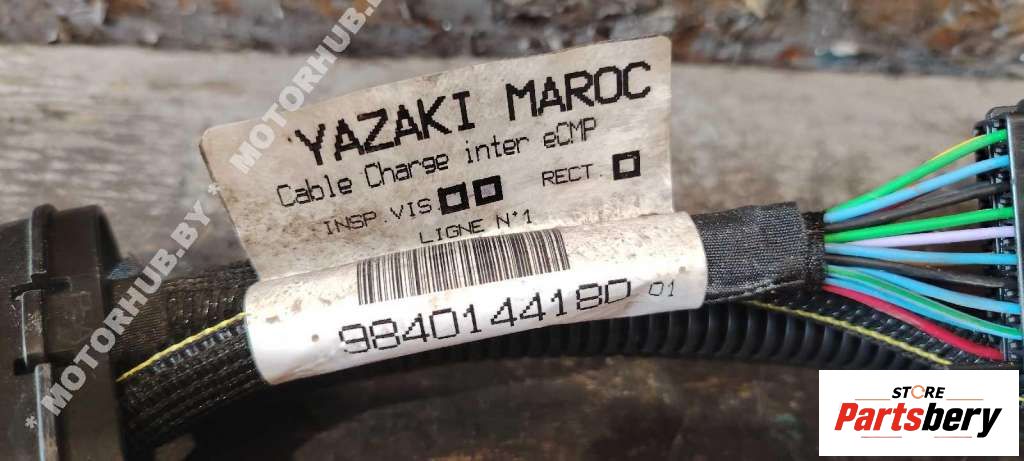 YAZAKI MAROC
Cable Charge inter eCMP
INSP.VIS RECT.
LIGNE N°1
9840144180 01
* MOTORHUB.BY * MOTORHUB.BY
STORE
Partsbery